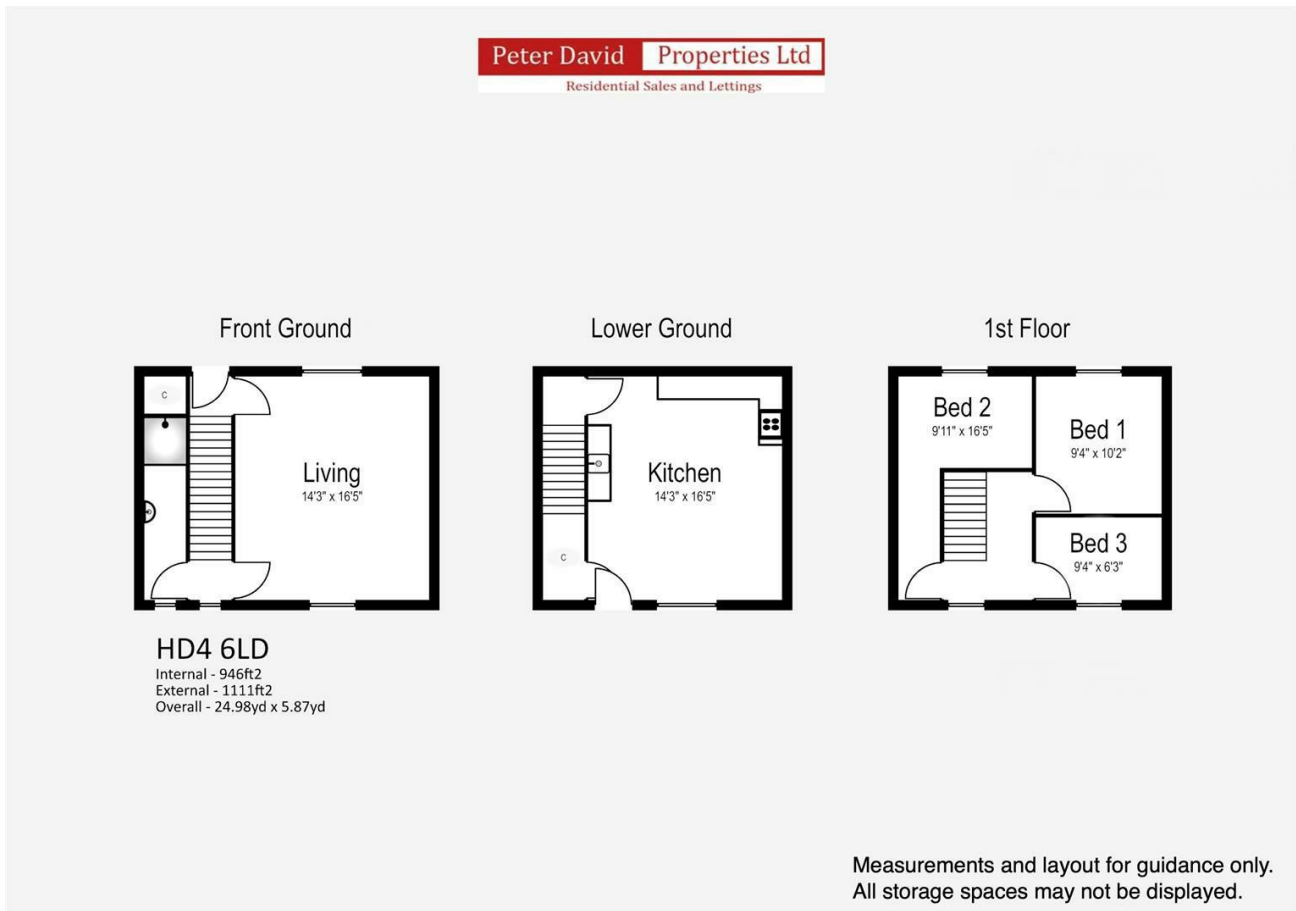 Peter David Properties Ltd
Residential Sales and Lettings
Front Ground
C
Living
14'3" x 16'5"
Lower Ground
Kitchen
14'3" x 16'5"
C
1st Floor
Bed 2
9'11" x 16'5"
Bed 1
9'4" x 10'2"
Bed 3
9'4" x 6'3"
HD4 6LD
Internal - 946ft2
External - 1111ft2
Overall - 24.98yd x 5.87yd
Measurements and layout for guidance only.
All storage spaces may not be displayed.